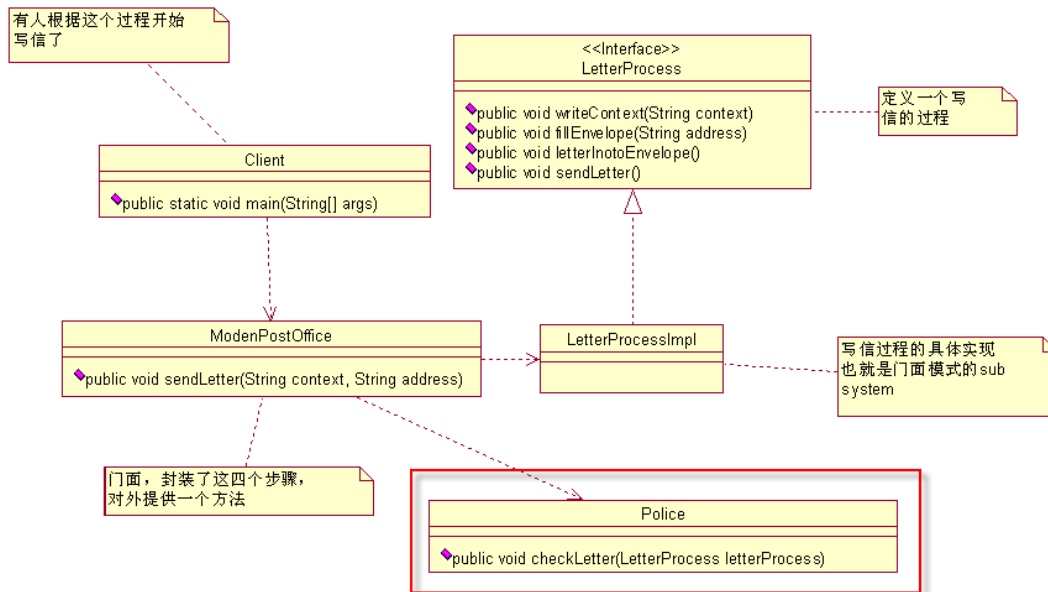 有人根据这个过程开始
写信了
<<Interface>>
LetterProcess
public void writeContext(String context)
public void fillEnvelope(String address)
public void letterInotoEnvelope()
public void sendLetter()
定义一个写
信的过程
Client
public static void main(String[] args)
ModenPostOffice
public void sendLetter(String context, String address)
LetterProcessImpl
写信过程的具体实现
也就是门面模式的sub
system
门面，封装了这四个步骤，
对外提供一个方法
Police
public void checkLetter(LetterProcess letterProcess)